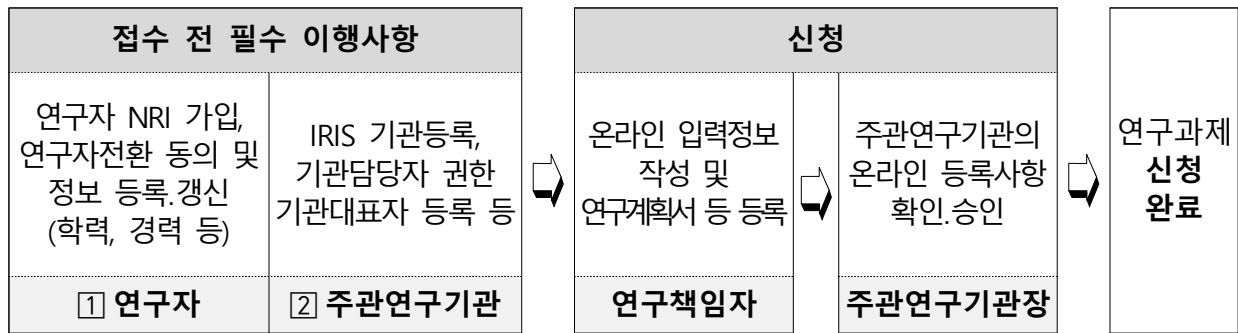 접수 전 필수 이행사항
연구자 NRI 가입,
연구자전환 동의 및
정보 등록.갱신
(학력, 경력 등)
1 연구자
IRIS 기관등록,
기관담당자 권한
기관대표자 등록 등
2 주관연구기관
신청
온라인 입력정보
작성 및
연구계획서 등 등록
연구책임자
주관연구기관의
온라인 등록사항
확인.승인
주관연구기관장
연구과제
신청
완료